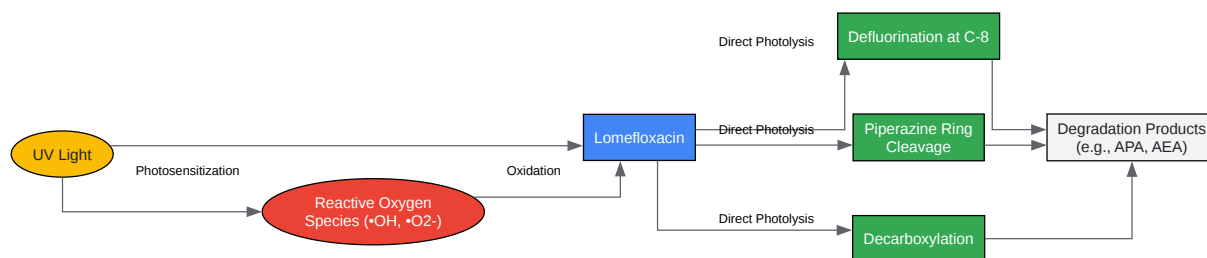 Direct Photolysis
Defluorination at C-8
UV Light
Photosensitization
Reactive Oxygen
Species (•OH, •O2-)
Oxidation
Lomefloxacin
Direct Photolysis
Piperazine Ring
Cleavage
Degradation Products
(e.g., APA, AEA)
Direct Photolysis
Decarboxylation